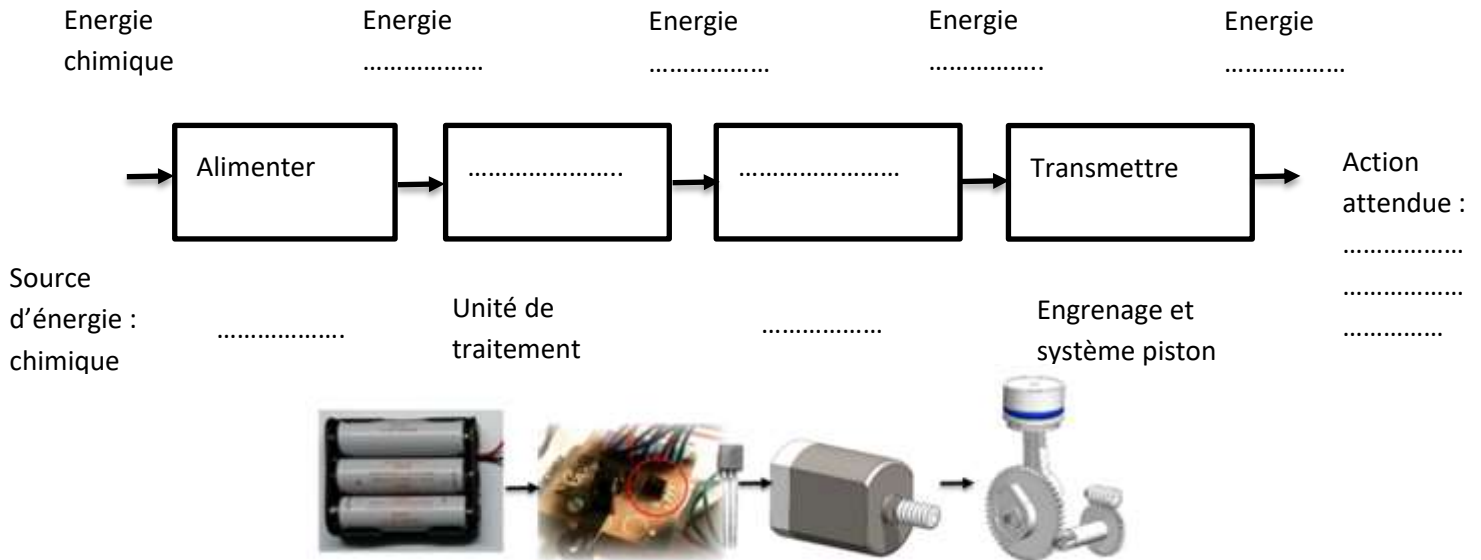 Energie
chimique
Energie
………………
Energie
………………
Energie
……………..
Energie
………………
Alimenter
…………………..
……………………
Transmettre
Action
attendue :
………………
………………
……………
Source
d’énergie :
chimique
……………….
Unité de
traitement
………………
Engrenage et
système piston